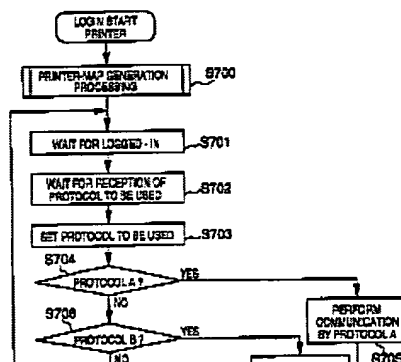 LOGIN START
PRINTER
PRINTER-MAP GENERATION
PROCESSING
S700
WAIT FOR LOGGED-IN
S701
WAIT FOR RECEPTION OF
PROTOCOL TO BE USED
S702
SET PROTOCOL TO BE USED
S703
S704
PROTOCOL A ?
YES
NO
PERFORM
COMMUNICATION
BY PROTOCOL A
S705
S706
PROTOCOL B ?
YES
NO